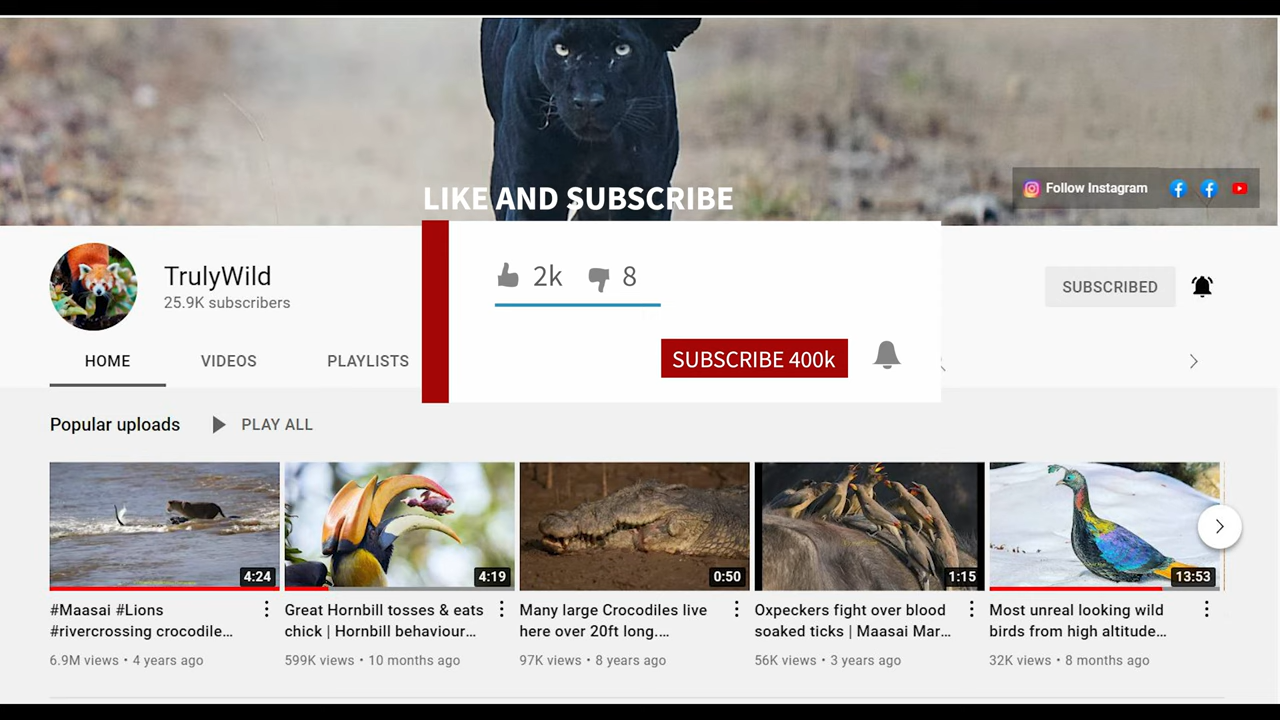 Follow Instagram
LIKE AND SUBSCRIBE
TrulyWild
25.9K subscribers
2k 8
SUBSCRIBED
SUBSCRIBE 400k
HOME VIDEOS PLAYLISTS
Popular uploads PLAY ALL
4:24 4:19 0:50 1:15 13:53
#Maasai #Lions
#rivercrossing crocodile...
6.9M views • 4 years ago
Great Hornbill tosses & eats
chick | Hornbill behaviour...
599K views • 10 months ago
Many large Crocodiles live
here over 20ft long....
97K views • 8 years ago
Oxpeckers fight over blood
soaked ticks | Maasai Mar...
56K views • 3 years ago
Most unreal looking wild
birds from high altitude...
32K views • 8 months ago